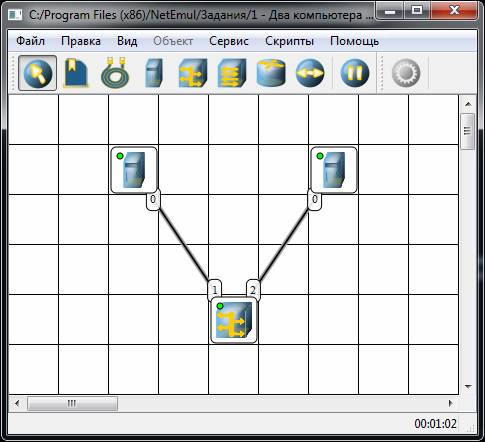 C:/Program Files (x86)/NetEmul/Задания/1 - Два компьютера ...
Файл Правка Вид Объект Сервис Скрипты Помощь
0 0
1 2
00:01:02